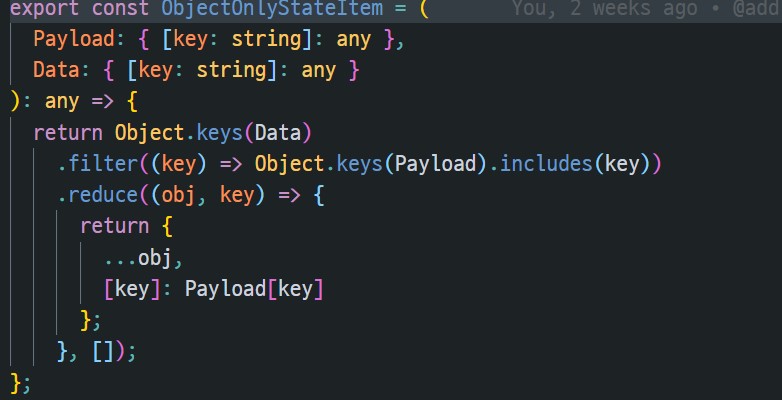 export const ObjectOnlyStateItem = ( You, 2 weeks ago • @add
Payload: { [key: string]: any },
Data: { [key: string]: any }
): any => {
return Object.keys(Data)
.filter((key) => Object.keys(Payload).includes(key))
.reduce((obj, key) => {
return {
...obj,
[key]: Payload[key]
};
}, []);
};